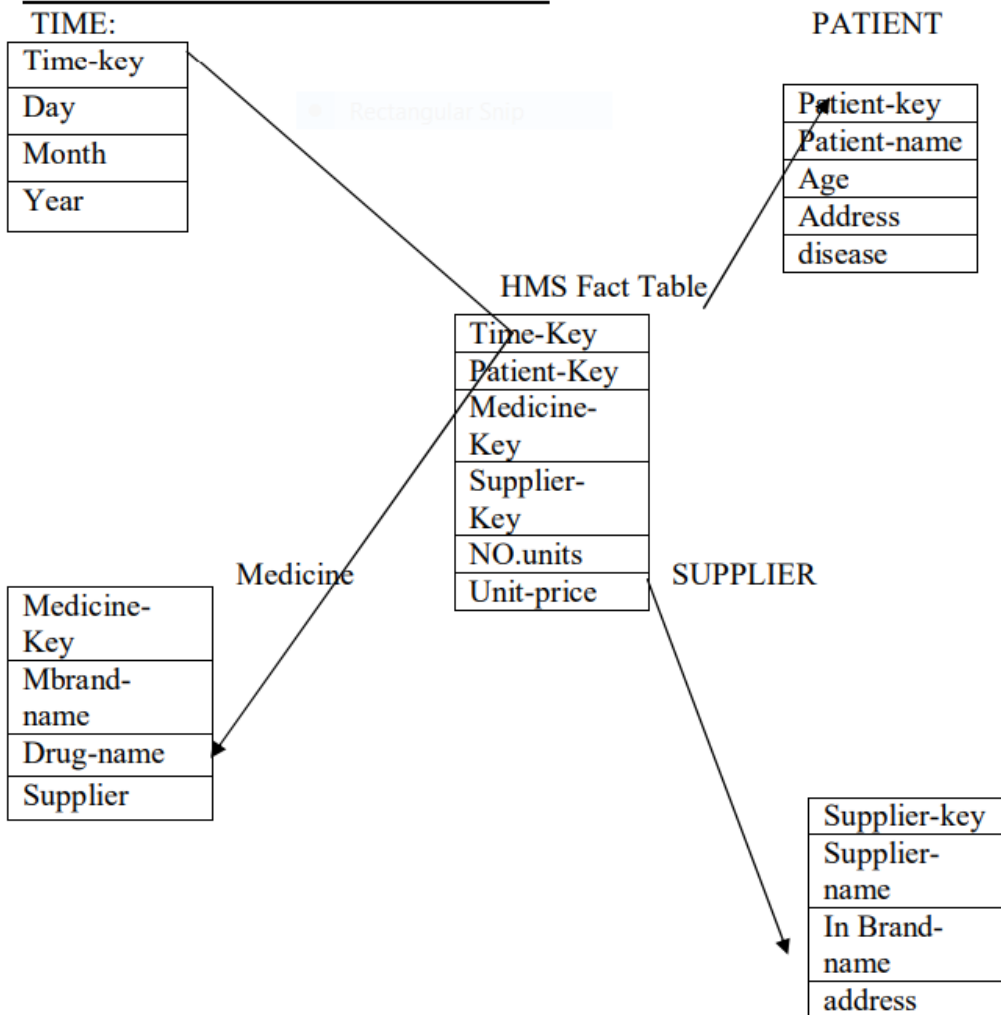 TIME:
Time-key
Day
Month
Year
PATIENT
Patient-key
Patient-name
Age
Address
disease
Rectangular Snip
HMS Fact Table
Time-Key
Patient-Key
Medicine-
Key
Supplier-
Key
NO.units
Unit-price
Medicine
Medicine-
Key
Mbrand-
name
Drug-name
Supplier
SUPPLIER
Supplier-key
Supplier-
name
In Brand-
name
address